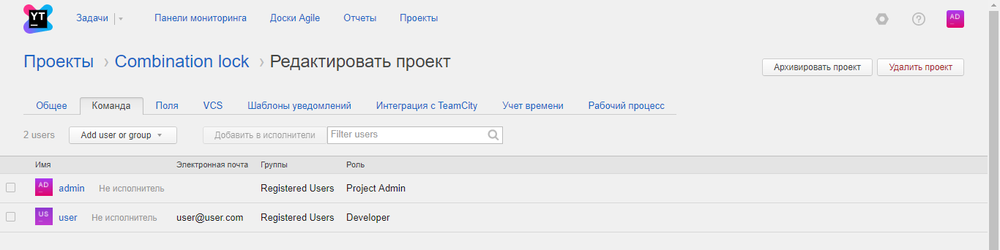 YT
Задачи Панели мониторинга Доски Agile Отчеты Проекты ? AD
Проекты › Combination lock › Редактировать проект Архивировать проект Удалить проект
Общее Команда Поля VCS Шаблоны уведомлений Интеграция с TeamCity Учет времени Рабочий процесс
2 users Add user or group Добавить в исполнители Filter users
Имя Электронная почта Группы Роль
AD admin Не исполнитель Registered Users Project Admin
US user Не исполнитель user@user.com Registered Users Developer